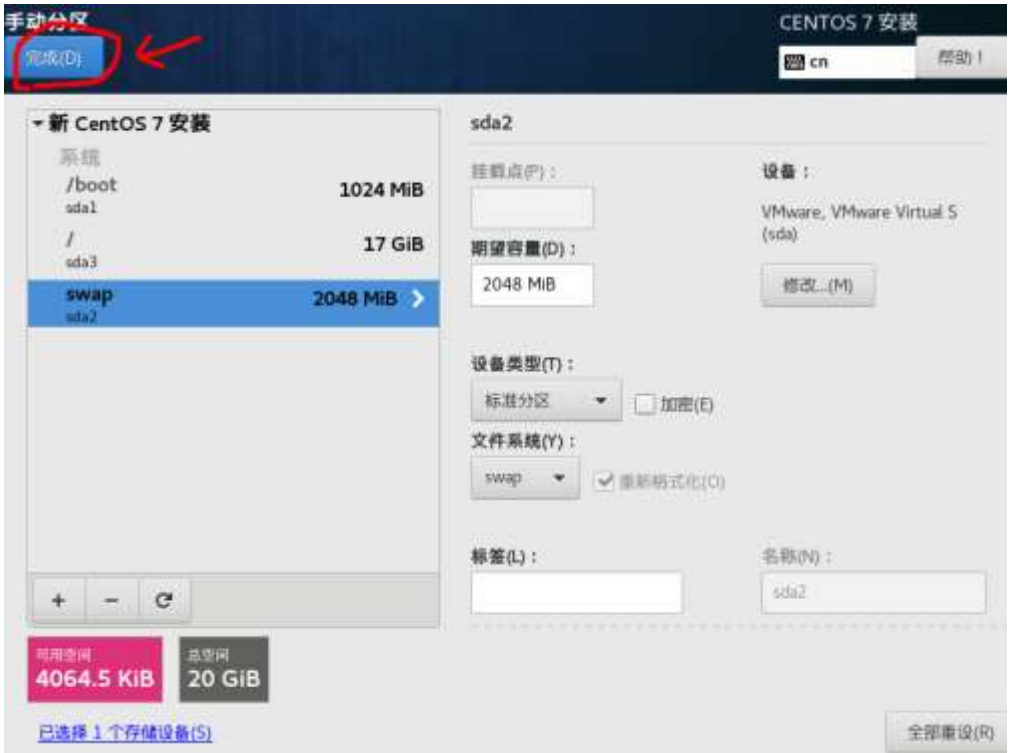 手动分区
CENTOS 7 安装
完成(D)
cn
帮助！
新 CentOS 7 安装
系统
/boot
1024 MiB
sda1
/
17 GiB
sda3
swap
2048 MiB
sda2
sda2
挂载点(P)：
设备：
VMware, VMware Virtual S
(sda)
期望容量(D)：
2048 MiB
修改...(M)
设备类型(T)：
标准分区
加密(E)
文件系统(Y)：
swap
重新格式化(O)
标签(L)：
名称(N)：
sda2
+ -
可用空间
4064.5 KiB
总空间
20 GiB
已选择 1 个存储设备(S)
全部重设(R)